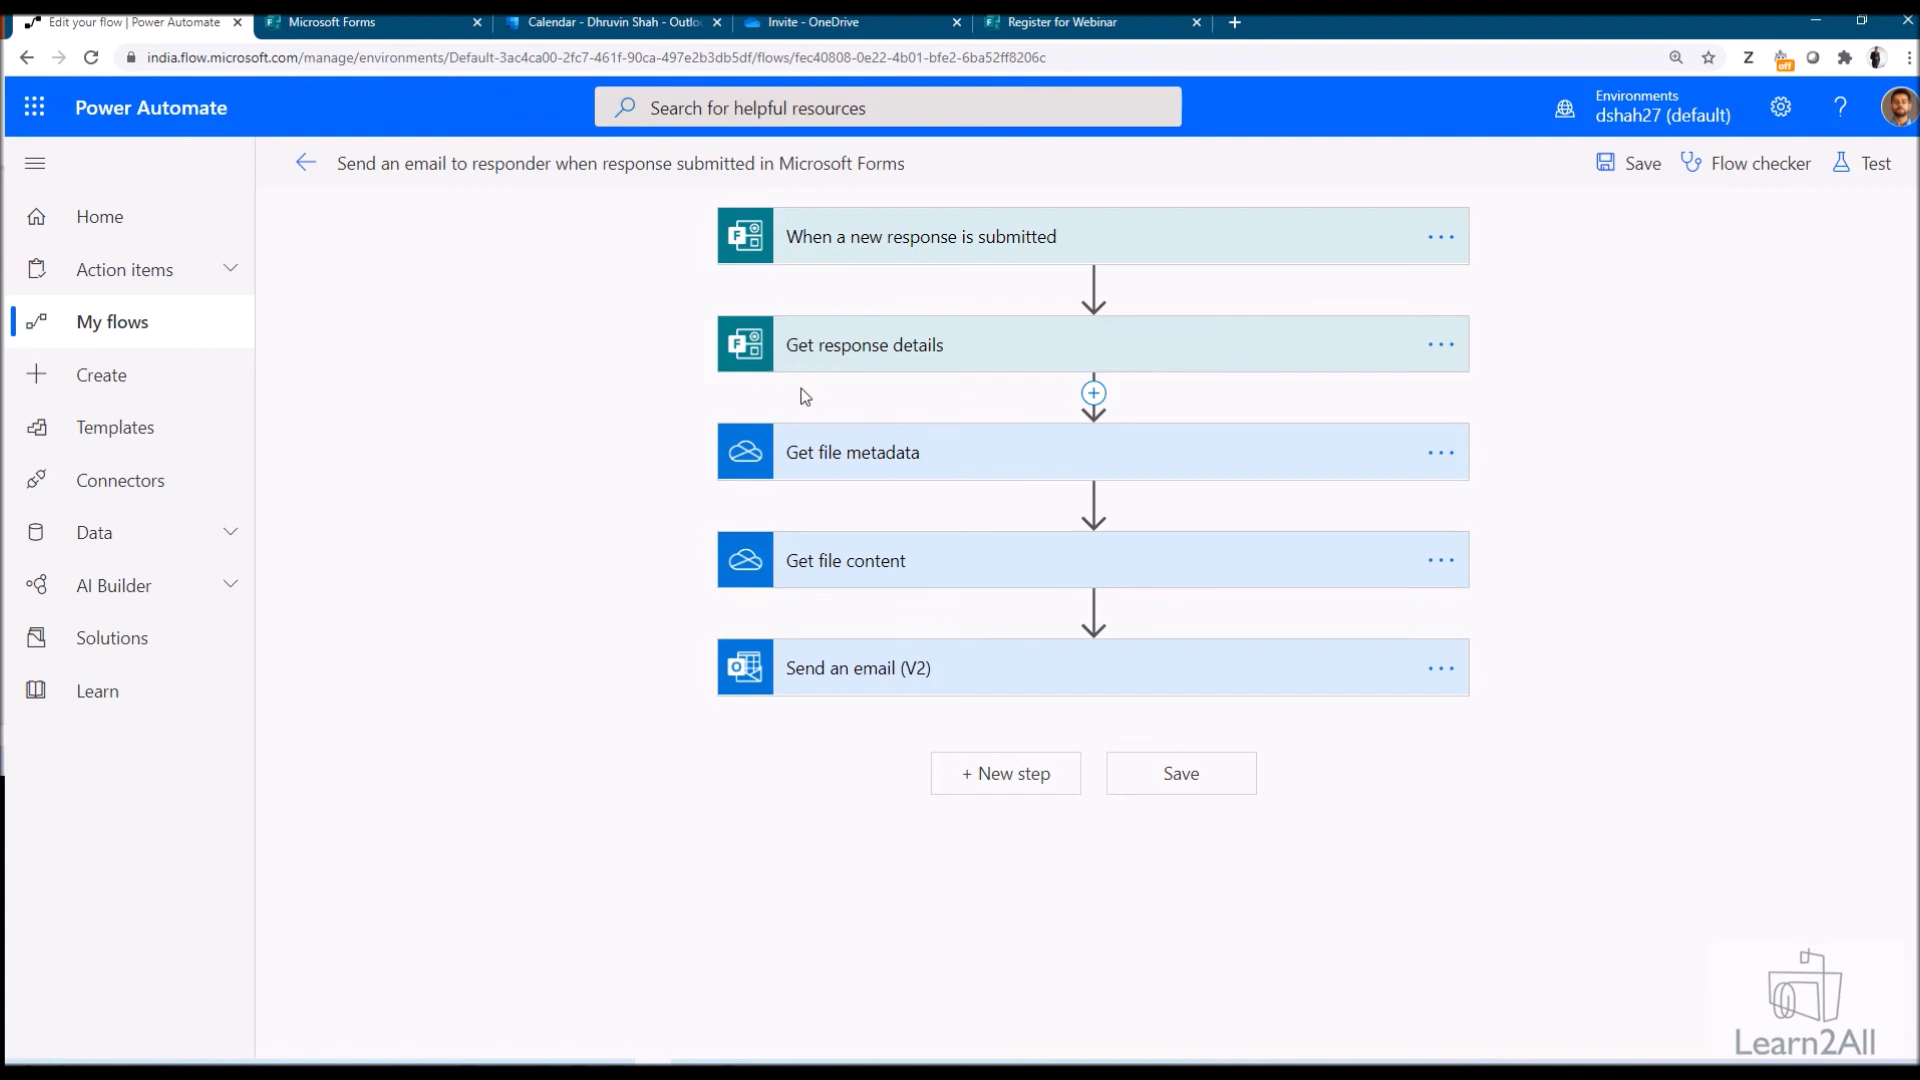 Edit your flow | Power Automate
Microsoft Forms
Calendar - Dhruvin Shah - Outlo
Invite - OneDrive
Register for Webinar
india.flow.microsoft.com/manage/environments/Default-3ac4ca00-2fc7-461f-90ca-497e2b3db5df/flows/fec40808-0e22-4b01-bfe2-6ba52ff8206c
Z
off
Power Automate
Search for helpful resources
Environments
dshah27 (default)
?
Send an email to responder when response submitted in Microsoft Forms
Save
Flow checker
Test
Home
Action items
My flows
Create
Templates
Connectors
Data
AI Builder
Solutions
Learn
F
When a new response is submitted
F
Get response details
Get file metadata
Get file content
O
Send an email (V2)
+ New step
Save
Learn2All